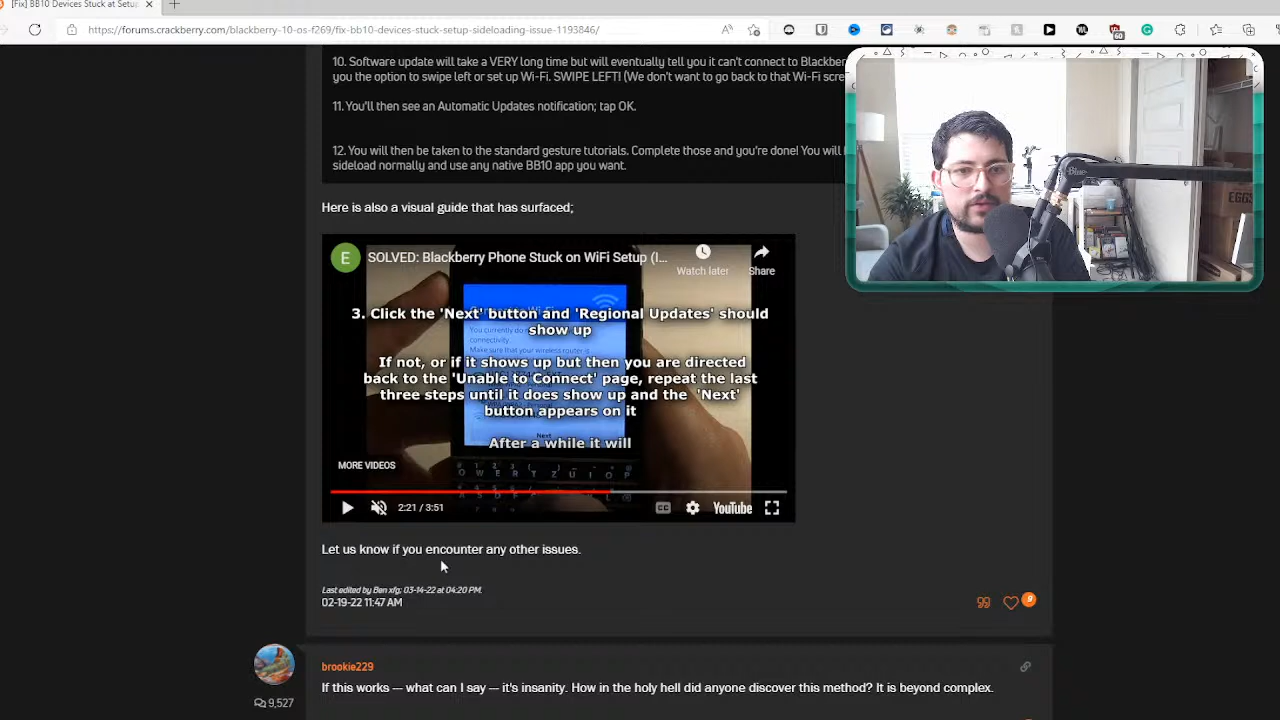 [Fix] BB10 Devices Stuck at Setup
https://forums.crackberry.com/blackberry-10-os-f269/fix-bb10-devices-stuck-setup-sideloading-issue-1193846/
60
10. Software update will take a VERY long time but will eventually tell you it can't connect to Blackber
you the option to swipe left or set up Wi-Fi. SWIPE LEFT! (We don't want to go back to that Wi-Fi scre
11. You'll then see an Automatic Updates notification; tap OK.
12. You will then be taken to the standard gesture tutorials. Complete those and you're done! You will
sideload normally and use any native BB10 app you want.
Here is also a visual guide that has surfaced;
E
SOLVED: Blackberry Phone Stuck on WiFi Setup (I...
Watch later
Share
3. Click the 'Next' button and 'Regional Updates' should
show up
If not, or if it shows up but then you are directed
back to the 'Unable to Connect' page, repeat the last
three steps until it does show up and the 'Next'
button appears on it
After a while it will
MORE VIDEOS
2:21 / 3:51
CC
YouTube
Let us know if you encounter any other issues.
Last edited by Ben xfg; 03-14-22 at 04:20 PM.
02-19-22 11:47 AM
9
brookie229
9,527
If this works --- what can I say --- it's insanity. How in the holy hell did anyone discover this method? It is beyond complex.
EGGS